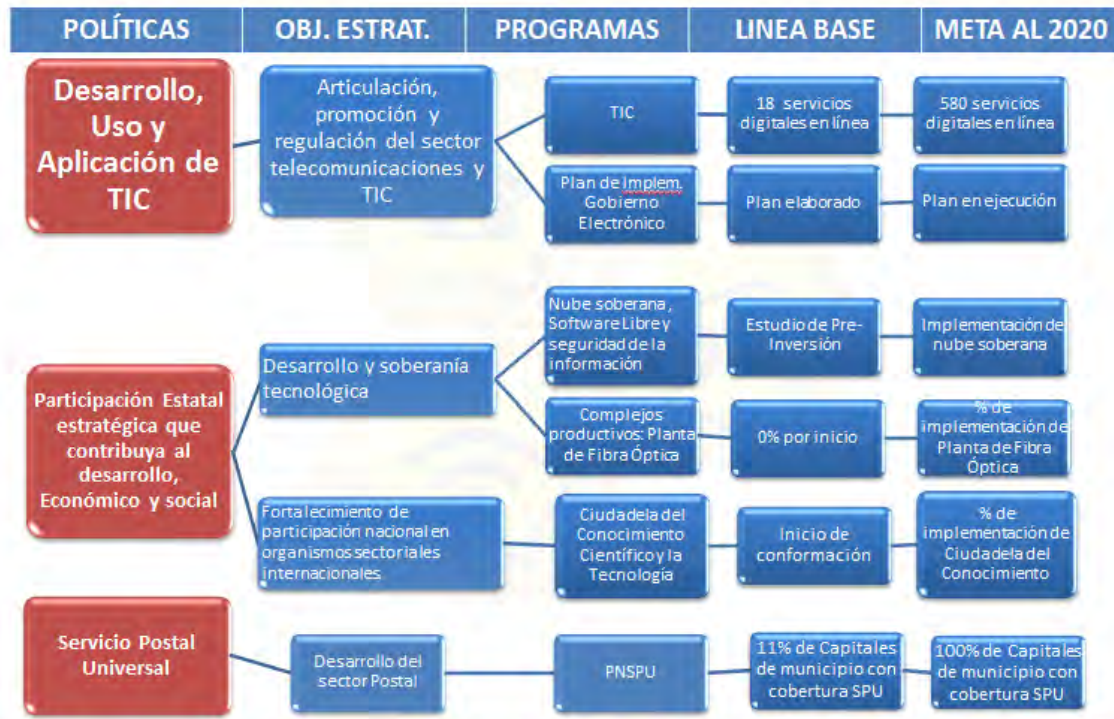 POLÍTICAS
OBJ. ESTRAT.
PROGRAMAS
LINEA BASE
META AL 2020
Desarrollo,
Uso y
Aplicación de
TIC
Articulación,
promoción y
regulación del sector
telecomunicaciones y
TIC
TIC
18 servicios
digitales en línea
580 servicios
digitales en línea
Plan de Implem.
Gobierno
Electrónico
Plan elaborado
Plan en ejecución
Participación Estatal
estratégica que
contribuya al
desarrollo,
Económico y social
Desarrollo y soberanía
tecnológica
Nube soberana,
Software Libre y
seguridad de la
información
Estudio de Pre-
Inversión
Implementación de
nube soberana
Complejos
productivos: Planta
de Fibra Óptica
0% por inicio
% de
implementación de
Planta de Fibra
Óptica
Fortalecimiento de
participación nacional en
organismos sectoriales
internacionales
Ciudadela del
Conocimiento
Científico y la
Tecnología
Inicio de
conformación
% de
implementación de
Ciudadela del
Conocimiento
Servicio Postal
Universal
Desarrollo del
sector Postal
PNSPU
11% de Capitales
de municipio con
cobertura SPU
100% de Capitales
de municipio con
cobertura SPU